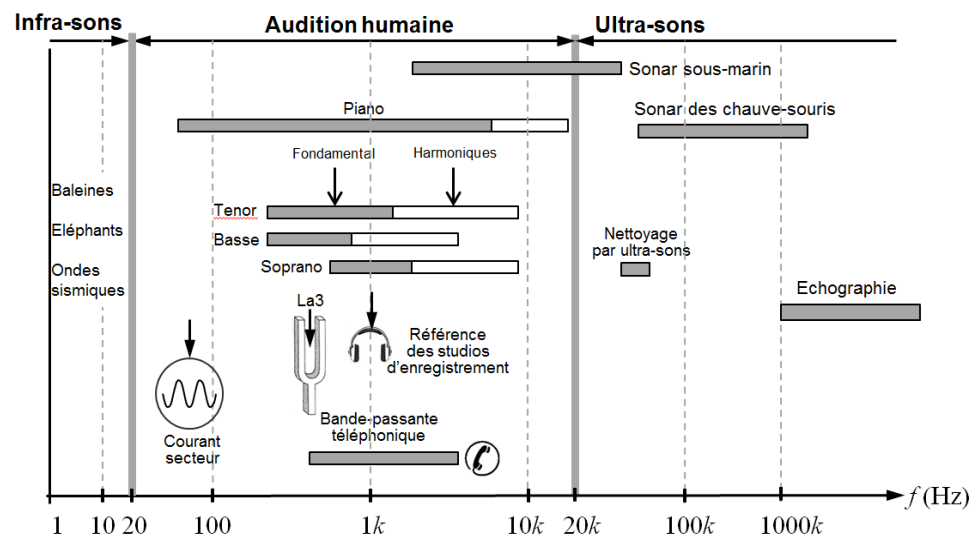 Infra-sons
Audition humaine
Ultra-sons
Sonar sous-marin
Piano
Sonar des chauve-souris
Fondamental
Harmoniques
Baleines
Tenor
Eléphants
Basse
Nettoyage
par ultra-sons
Soprano
Ondes
sismiques
Echographie
La3
Référence
des studios
d'enregistrement
Bande-passante
téléphonique
Courant
secteur
f (Hz)
1 10 20 100 1k 10k 20k 100k 1000k